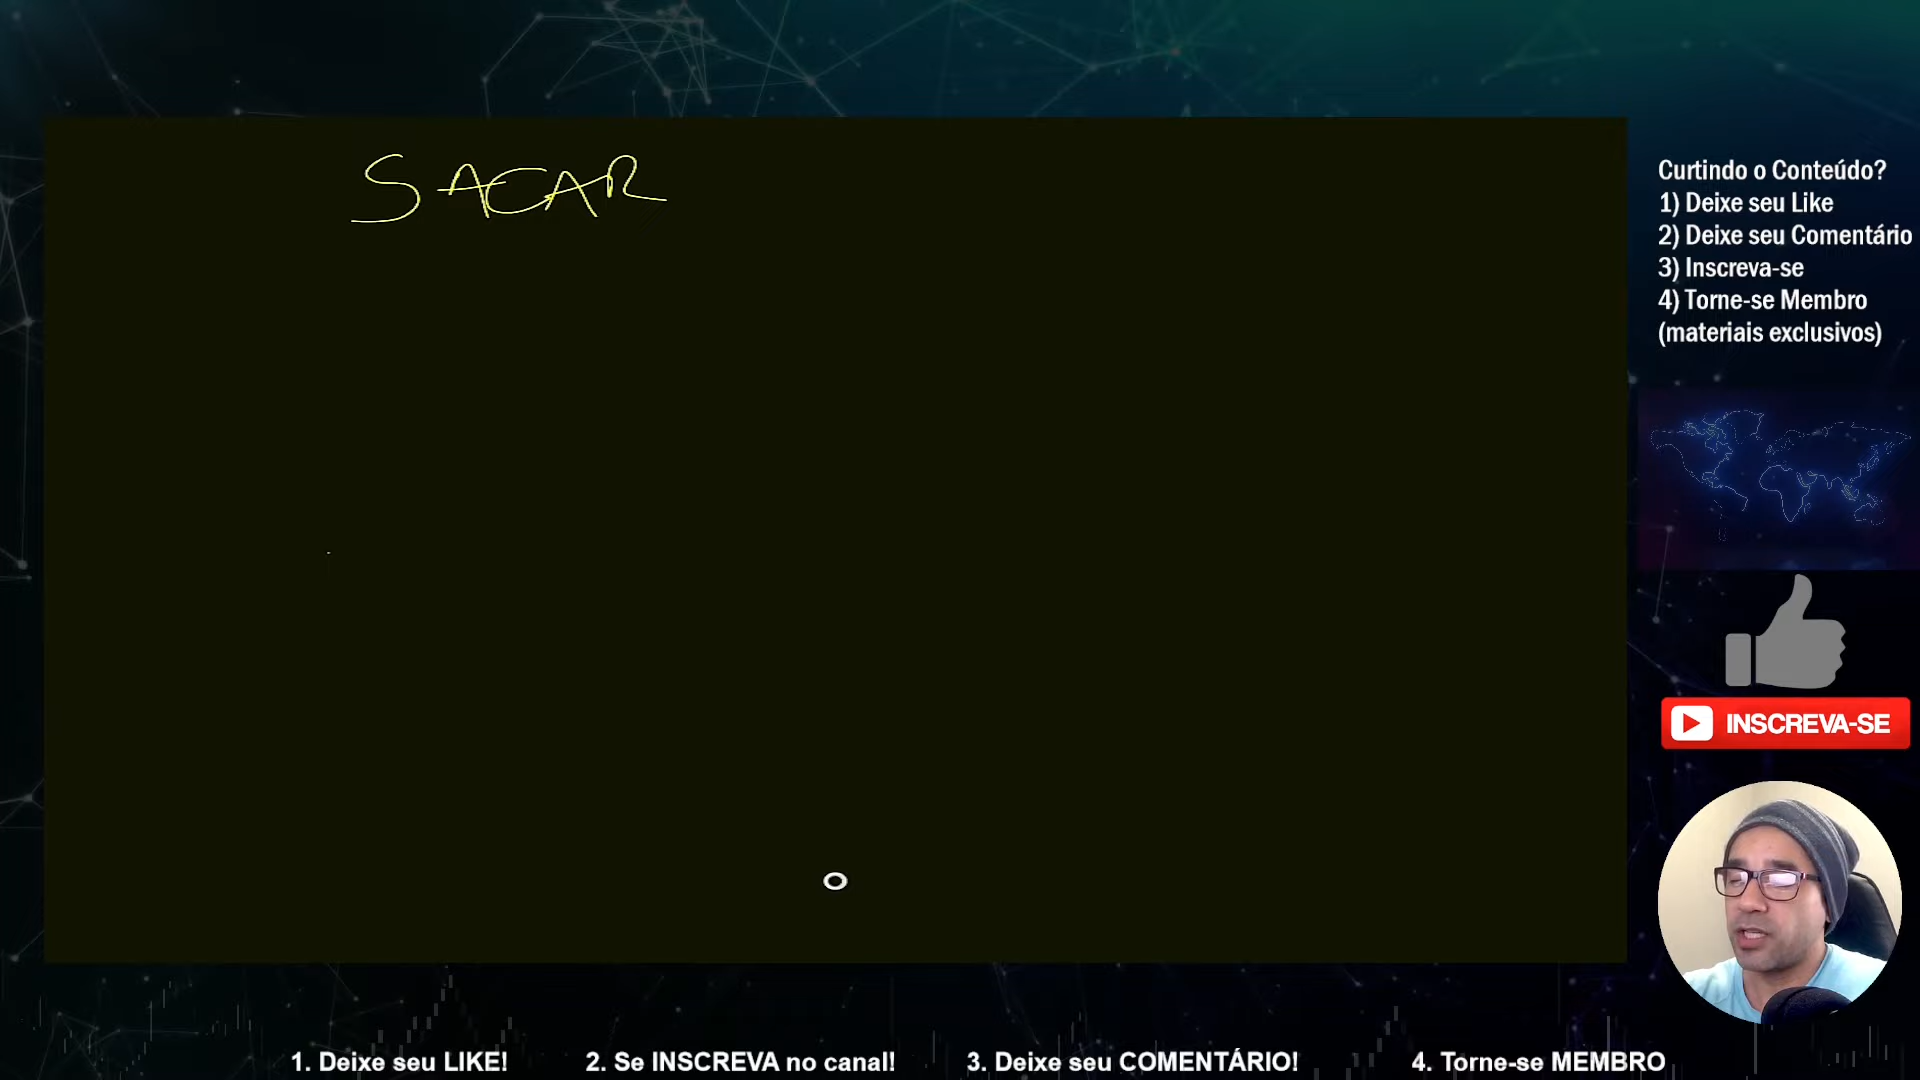 SACAR
Curtindo o Conteúdo?
1) Deixe seu Like
2) Deixe seu Comentário
3) Inscreva-se
4) Torne-se Membro
(materiais exclusivos)
INSCREVA-SE
1. Deixe seu LIKE!
2. Se INSCREVA no canal!
3. Deixe seu COMENTÁRIO!
4. Torne-se MEMBRO